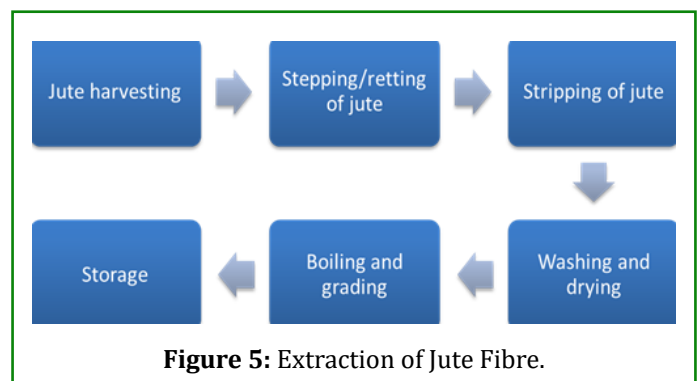 Jute harvesting
Stepping/retting
of jute
Stripping of jute
Washing and
drying
Boiling and
grading
Storage
Figure 5: Extraction of Jute Fibre.